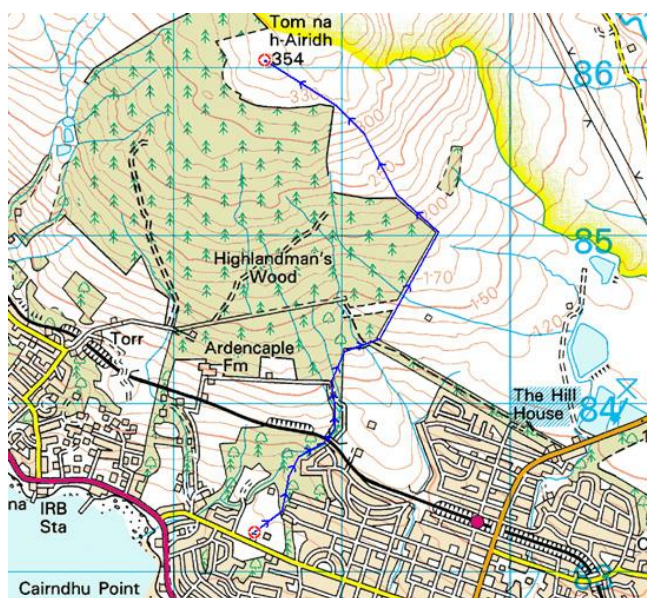 Tom na
h-Airidh
354
86
330
300
200
85
Highlandman's
Wood
170
150
120
Torr
Ardencaple
Fm
The Hill
House
84
na
IRB
Sta
83
Cairndhu Point